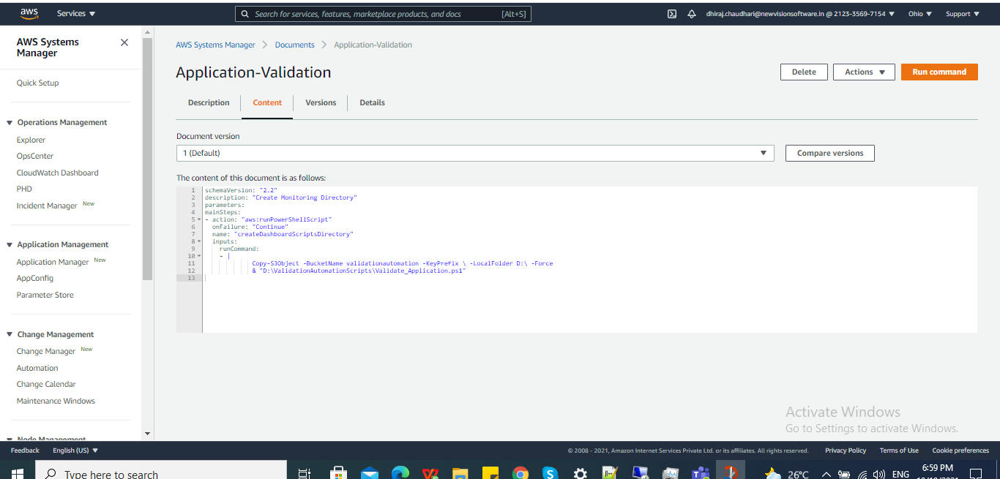 aws Services Search for services, features, marketplace products, and docs [Alt+S] dhiraj.chaudhari@newvisionsoftware.in @ 2123-3569-7154 Ohio Support
AWS Systems Manager
Quick Setup
Operations Management
Explorer
OpsCenter
CloudWatch Dashboard
PHD
Incident Manager New
Application Management
Application Manager New
AppConfig
Parameter Store
Change Management
Change Manager New
Automation
Change Calendar
Maintenance Windows
Node Management
AWS Systems Manager > Documents > Application-Validation
Application-Validation
Delete Actions Run command
Description Content Versions Details
Document version
1 (Default) Compare versions
The content of this document is as follows:
1 schemaVersion: "2.2"
2 description: "Create Monitoring Directory"
3 parameters:
4 mainSteps:
5 - action: "aws:runPowerShellScript"
6 onFailure: "Continue"
7 name: "createDashboardScriptsDirectory"
8 inputs:
9 runCommand:
10 - |
11 Copy-S3Object -BucketName validationautomation -KeyPrefix \ -LocalFolder D:\ -Force
12 & "D:\ValidationAutomationScripts\Validate_Application.ps1"
13
Activate Windows
Go to Settings to activate Windows.
Feedback English (US) © 2008 - 2021, Amazon Internet Services Private Ltd. or its affiliates. All rights reserved. Privacy Policy Terms of Use Cookie preferences
Type here to search 26°C ENG 6:59 PM